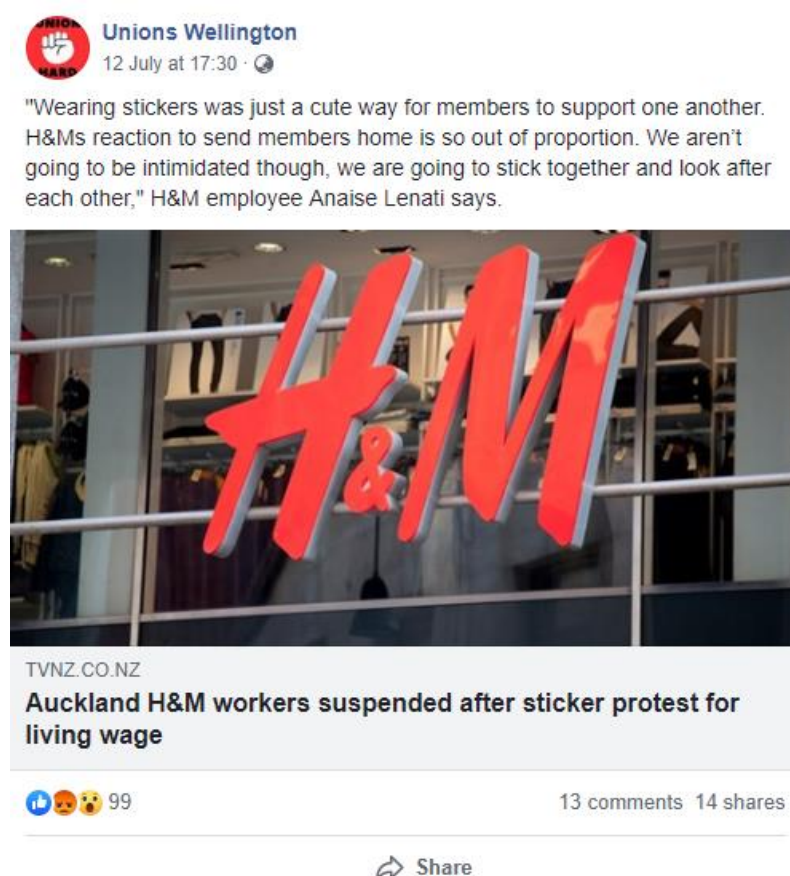 UNION
HARD
Unions Wellington
12 July at 17:30 ·
"Wearing stickers was just a cute way for members to support one another.
H&Ms reaction to send members home is so out of proportion. We aren't
going to be intimidated though, we are going to stick together and look after
each other," H&M employee Anaise Lenati says.
H&M
TVNZ.CO.NZ
Auckland H&M workers suspended after sticker protest for
living wage
99
13 comments 14 shares
Share